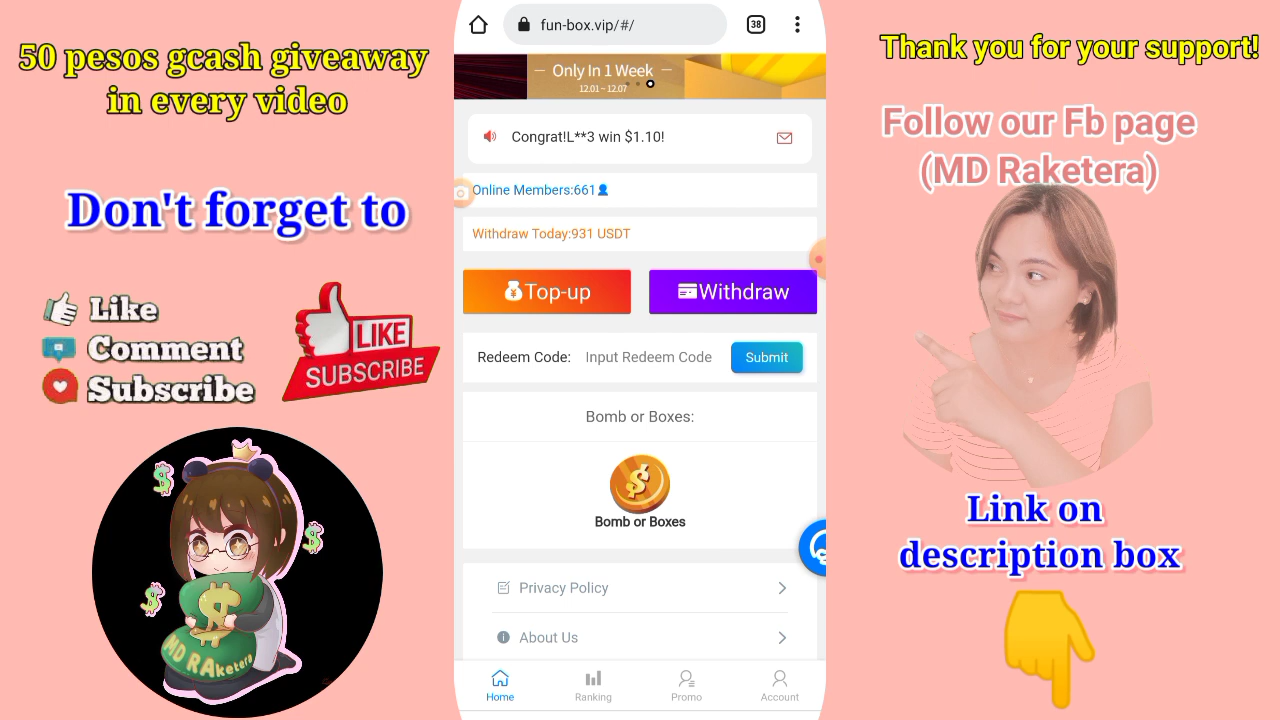 50 pesos gcash giveaway
in every video
Don't forget to
Like
Comment
Subscribe
LIKE
SUBSCRIBE
MD RAketera
fun-box.vip/#/
38
Only In 1 Week
12.01~12.07
Congrat!L**3 win $1.10!
Online Members:661
Withdraw Today:931 USDT
Top-up
Withdraw
Redeem Code:
Input Redeem Code
Submit
Bomb or Boxes:
Bomb or Boxes
Privacy Policy
About Us
Home
Ranking
Promo
Account
Thank you for your support!
Follow our Fb page
(MD Raketera)
Link on
description box